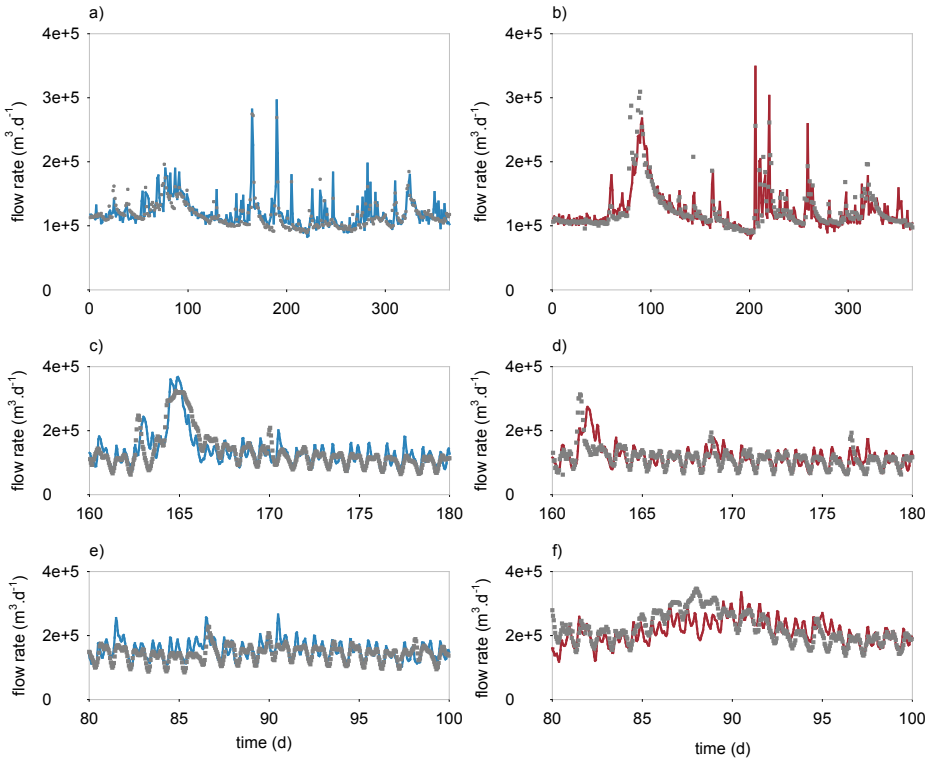 a)
b)
4e+5
3e+5
2e+5
1e+5
0
flow rate (m³.d⁻¹)
0
100
200
300
4e+5
3e+5
2e+5
1e+5
0
flow rate (m³.d⁻¹)
0
100
200
300
c)
d)
4e+5
2e+5
0
flow rate (m³.d⁻¹)
160
165
170
175
180
4e+5
2e+5
0
flow rate (m³.d⁻¹)
160
165
170
175
180
e)
f)
4e+5
2e+5
0
flow rate (m³.d⁻¹)
80
85
90
95
100
time (d)
4e+5
2e+5
0
flow rate (m³.d⁻¹)
80
85
90
95
100
time (d)